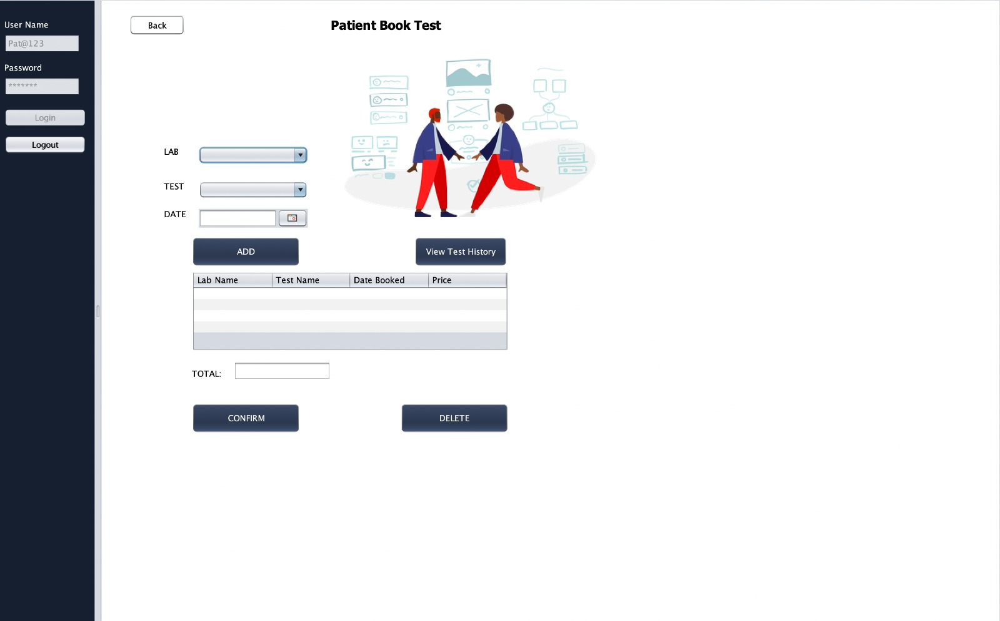 User Name
Pat@123
Password
*******
Login
Logout
Back
Patient Book Test
LAB
TEST
DATE
ADD
View Test History
Lab Name Test Name Date Booked Price
TOTAL:
CONFIRM
DELETE